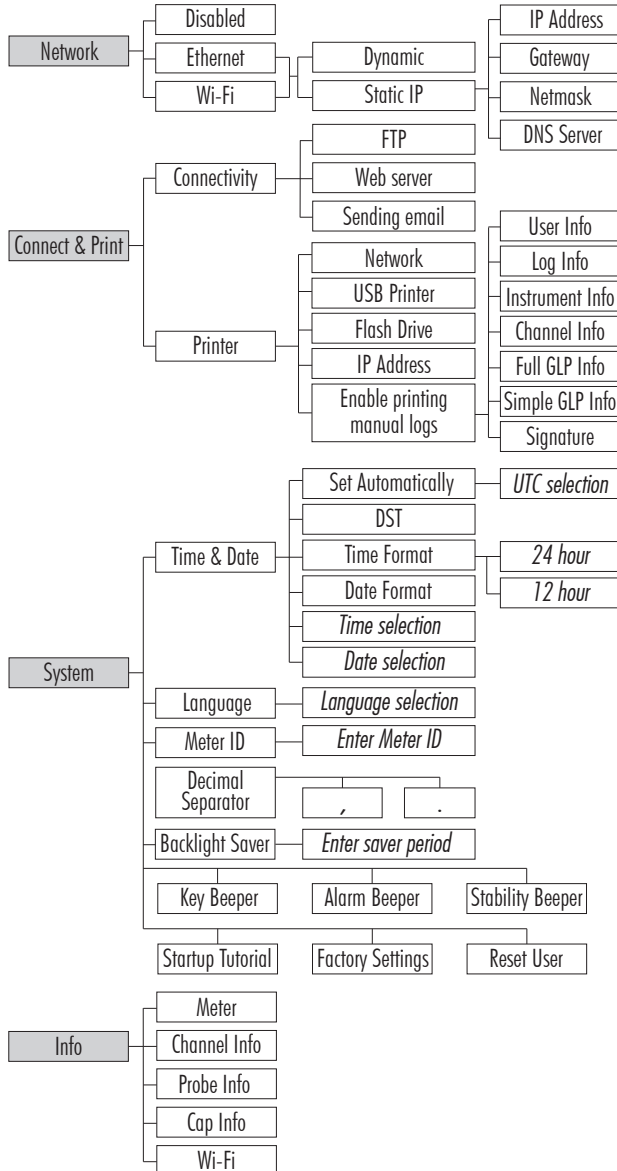 Network
Disabled
Ethernet
Wi-Fi
Dynamic
Static IP
IP Address
Gateway
Netmask
DNS Server
Connect & Print
Connectivity
FTP
Web server
Sending email
Printer
Network
USB Printer
Flash Drive
IP Address
Enable printing
manual logs
User Info
Log Info
Instrument Info
Channel Info
Full GLP Info
Simple GLP Info
Signature
System
Time & Date
Set Automatically
UTC selection
DST
Time Format
24 hour
12 hour
Date Format
Time selection
Date selection
Language
Language selection
Meter ID
Enter Meter ID
Decimal
Separator
,
.
Backlight Saver
Enter saver period
Key Beeper
Alarm Beeper
Stability Beeper
Startup Tutorial
Factory Settings
Reset User
Info
Meter
Channel Info
Probe Info
Cap Info
Wi-Fi